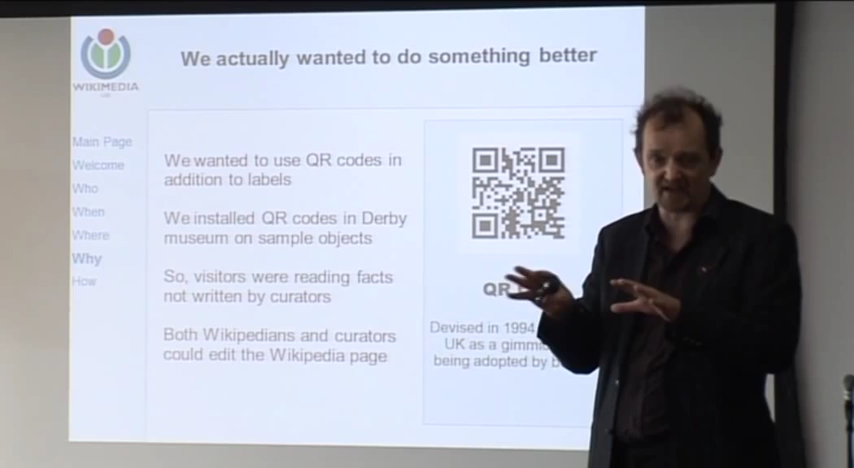 WIKIMEDIA
We actually wanted to do something better
Main Page
Welcome
Who
When
Where
Why
How
We wanted to use QR codes in
addition to labels
We installed QR codes in Derby
museum on sample objects
So, visitors were reading facts
not written by curators
Both Wikipedians and curators
could edit the Wikipedia page
QR
Devised in 1994
UK as a
being adopted by